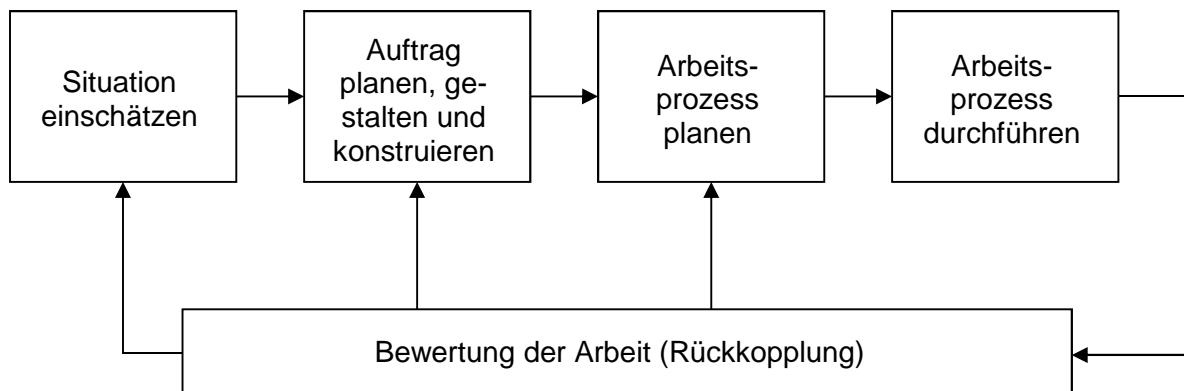 Situation
einschätzen
Auftrag
planen, ge-
stalten und
konstruieren
Arbeits-
prozess
planen
Arbeits-
prozess
durchführen
Bewertung der Arbeit (Rückkopplung)